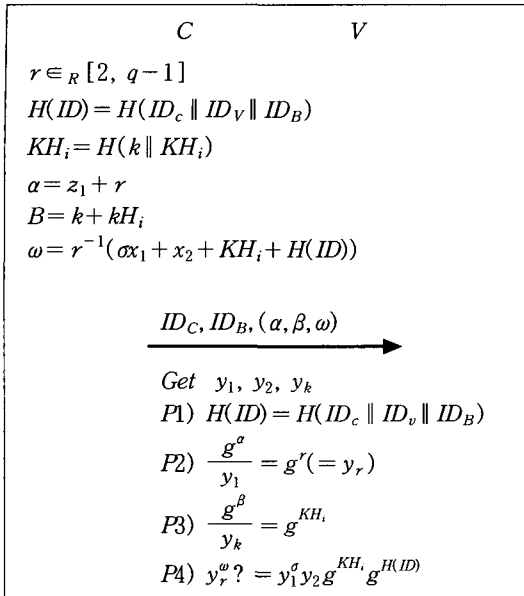 C V
r ∈_R [2, q−1]
H(ID) = H(ID_c ∥ ID_V ∥ ID_B)
KH_i = H(k ∥ KH_i)
α = z_1 + r
B = k + kH_i
ω = r^{-1}(σx_1 + x_2 + KH_i + H(ID))
ID_C, ID_B, (α, β, ω)
Get y_1, y_2, y_k
P1) H(ID) = H(ID_c ∥ ID_v ∥ ID_B)
P2) \frac{g^α}{y_1} = g^r (= y_r)
P3) \frac{g^β}{y_k} = g^{KH_i}
P4) y_r^ω ? = y_1^σ y_2 g^{KH_i} g^{H(ID)}